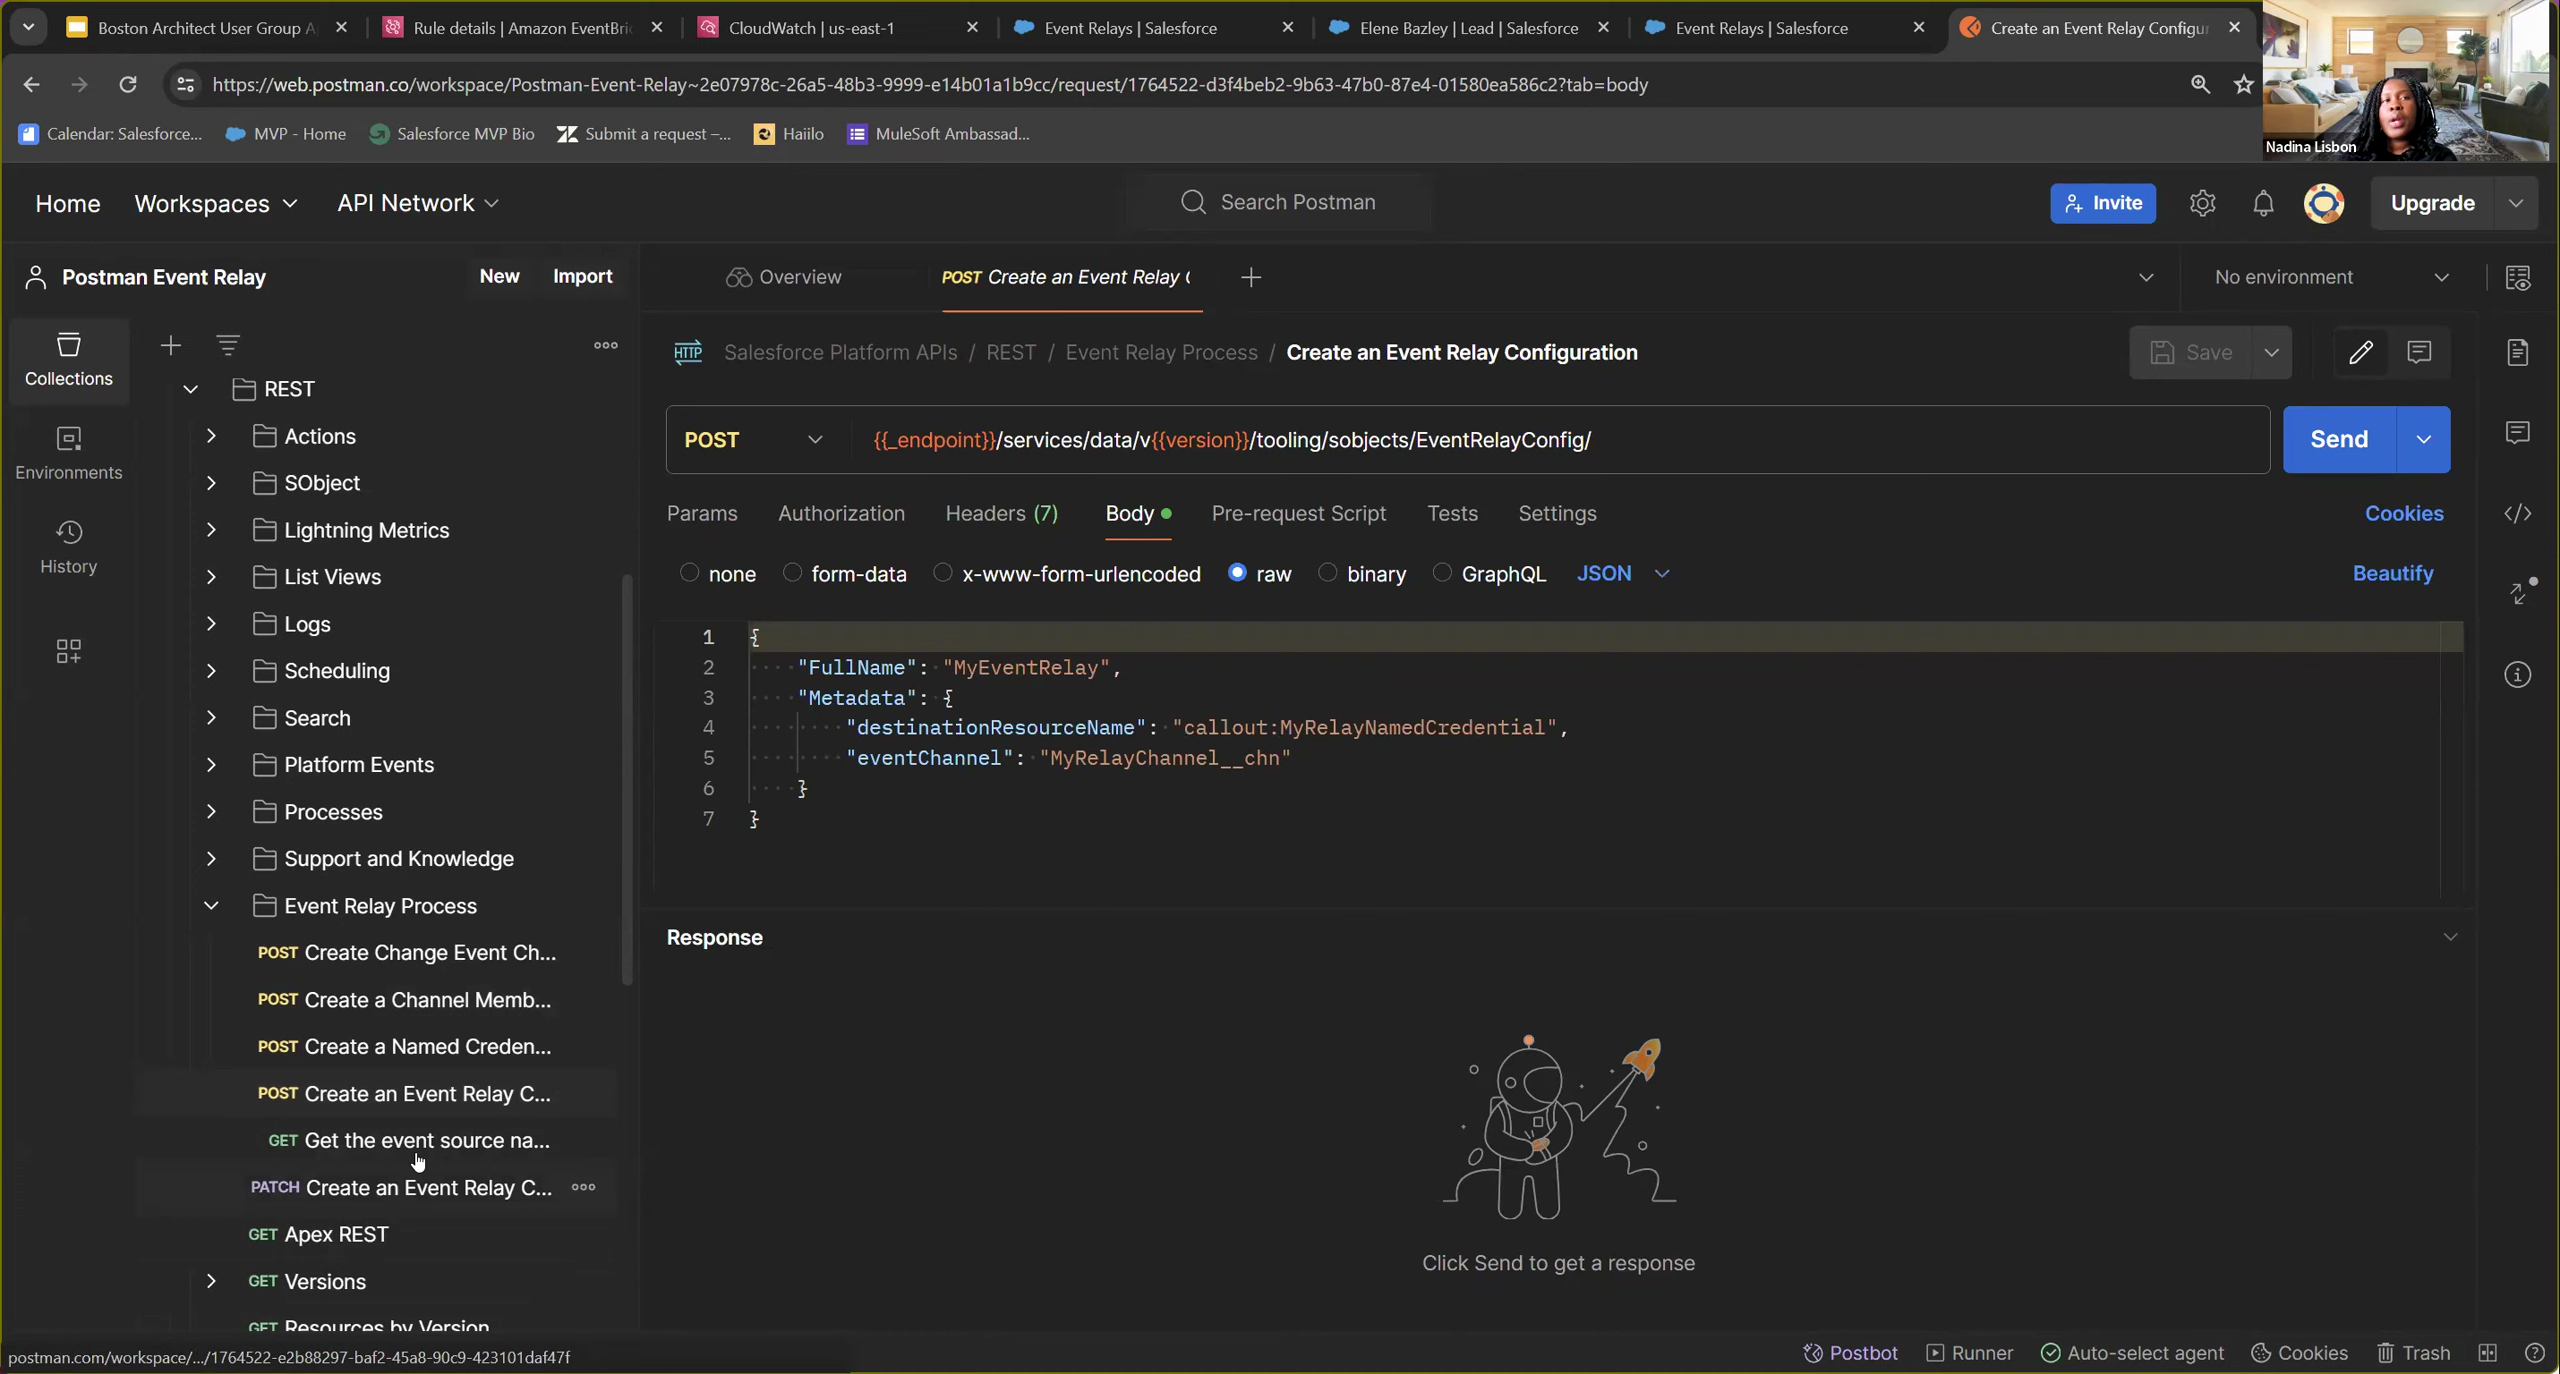 Boston Architect User Group A
Rule details | Amazon EventBri
CloudWatch | us-east-1
Event Relays | Salesforce
Elene Bazley | Lead | Salesforce
Event Relays | Salesforce
Create an Event Relay Configur
https://web.postman.co/workspace/Postman-Event-Relay~2e07978c-26a5-48b3-9999-e14b01a1b9cc/request/1764522-d3f4beb2-9b63-47b0-87e4-01580ea586c2?tab=body
Calendar: Salesforce...
MVP - Home
Salesforce MVP Bio
Submit a request –...
Haiilo
MuleSoft Ambassad...
Nadina Lisbon
Home
Workspaces
API Network
Search Postman
Invite
Upgrade
Postman Event Relay
New
Import
Overview
POST Create an Event Relay C
No environment
Collections
Environments
History
REST
Actions
SObject
Lightning Metrics
List Views
Logs
Scheduling
Search
Platform Events
Processes
Support and Knowledge
Event Relay Process
POST Create Change Event Ch...
POST Create a Channel Memb...
POST Create a Named Creden...
POST Create an Event Relay C...
GET Get the event source na...
PATCH Create an Event Relay C...
GET Apex REST
GET Versions
GET Resources by Version
HTTP Salesforce Platform APIs / REST / Event Relay Process / Create an Event Relay Configuration
Save
POST
{{_endpoint}}/services/data/v{{version}}/tooling/sobjects/EventRelayConfig/
Send
Params
Authorization
Headers (7)
Body
Pre-request Script
Tests
Settings
Cookies
none
form-data
x-www-form-urlencoded
raw
binary
GraphQL
JSON
Beautify
1 {
2 "FullName": "MyEventRelay",
3 "Metadata": {
4 "destinationResourceName": "callout:MyRelayNamedCredential",
5 "eventChannel": "MyRelayChannel__chn"
6 }
7 }
Response
Click Send to get a response
postman.com/workspace/.../1764522-e2b88297-baf2-45a8-90c9-423101daf47f
Postbot
Runner
Auto-select agent
Cookies
Trash